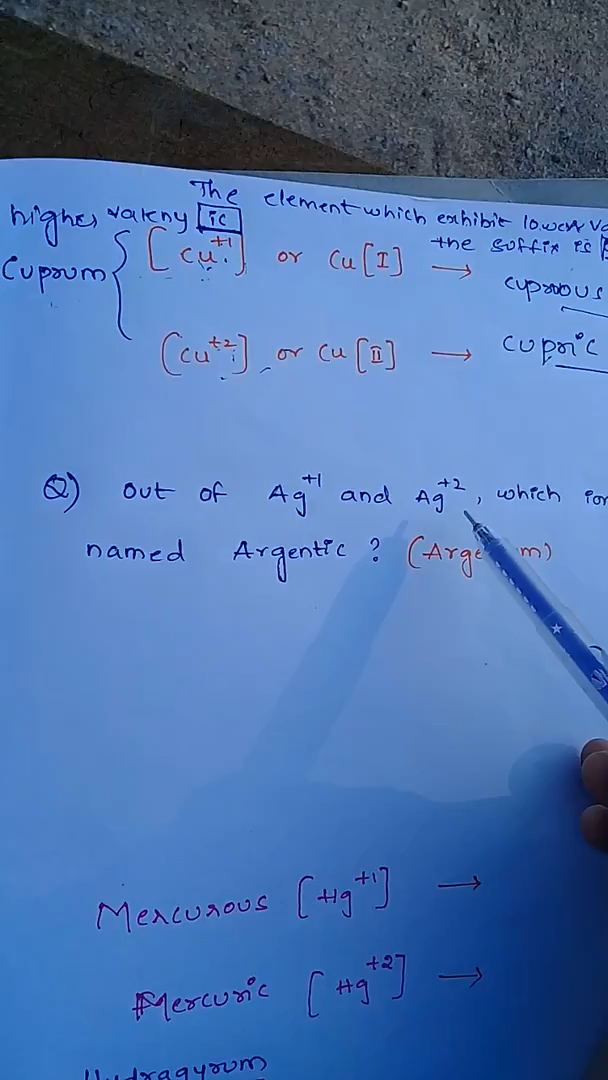 The element which exhibit lower
higher valeny ic the suffix is
Cuprum [Cu+1] or Cu[I] → cuprous
(Cu+2] or Cu[II] → cupric
Q) out of Ag+1 and Ag+2, which
named Argentic ? (
Mercurous [Hg+1] →
Mercuric [Hg+2] →
Hydragyrum